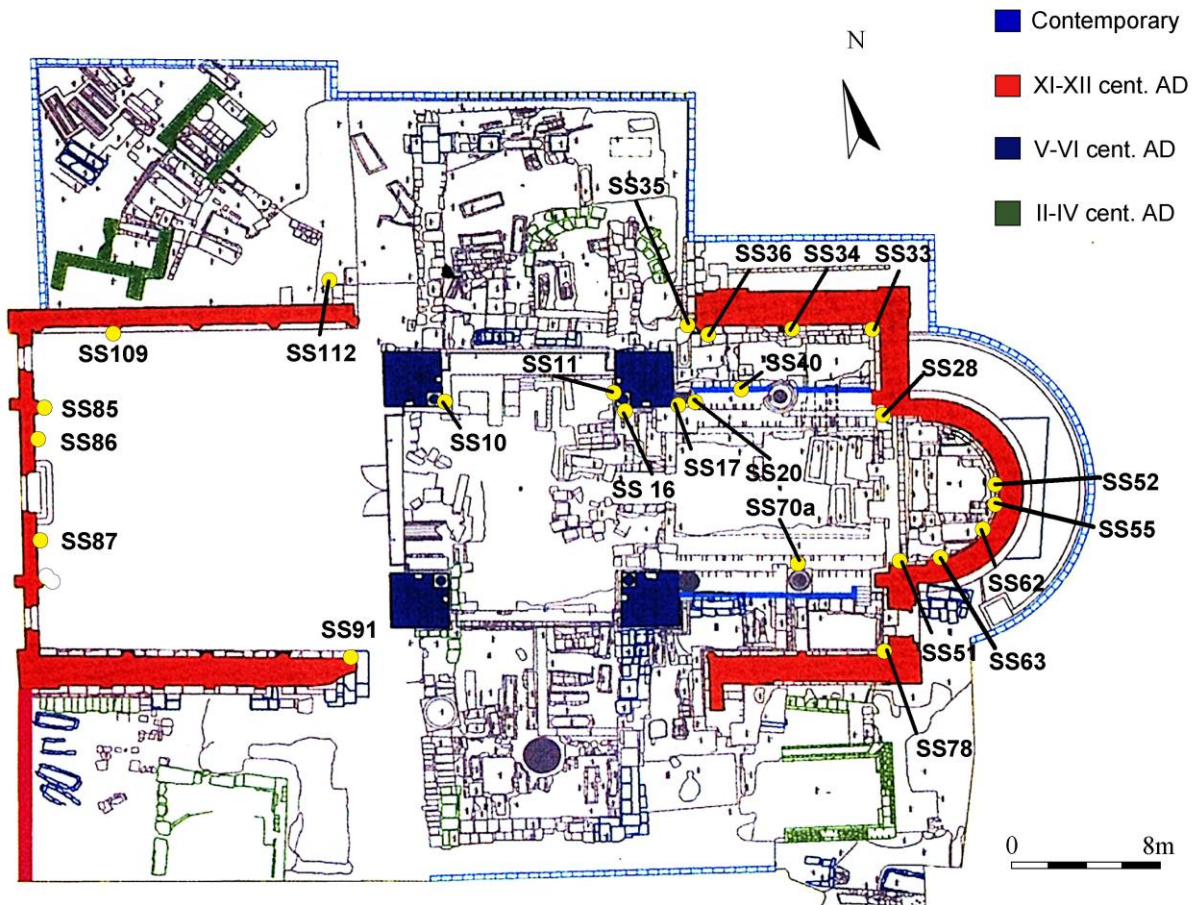 Contemporary
N
XI-XII cent. AD
V-VI cent. AD
SS35
II-IV cent. AD
SS36
SS34
SS33
SS109
SS112
SS11
SS40
SS28
SS85
SS10
SS86
SS17
SS20
SS 16
SS52
SS70a
SS55
SS87
SS62
SS91
SS51
SS63
SS78
0 8m